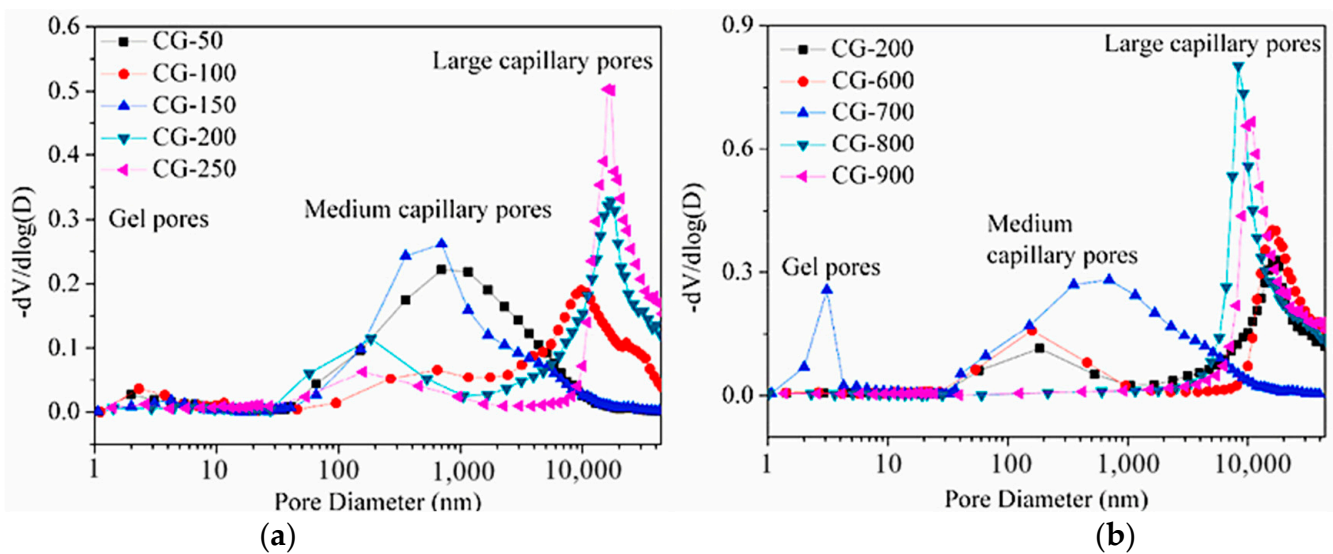 0.6
0.5
0.4
0.3
0.2
0.1
0.0
-dV/dlog(D)
CG-50
CG-100
CG-150
CG-200
CG-250
Large capillary pores
Gel pores
Medium capillary pores
1
10
100
1,000
10,000
Pore Diameter (nm)
(a)
0.9
0.6
0.3
0.0
-dV/dlog(D)
CG-200
CG-600
CG-700
CG-800
CG-900
Large capillary pores
Gel pores
Medium
capillary pores
1
10
100
1,000
10,000
Pore Diameter (nm)
(b)